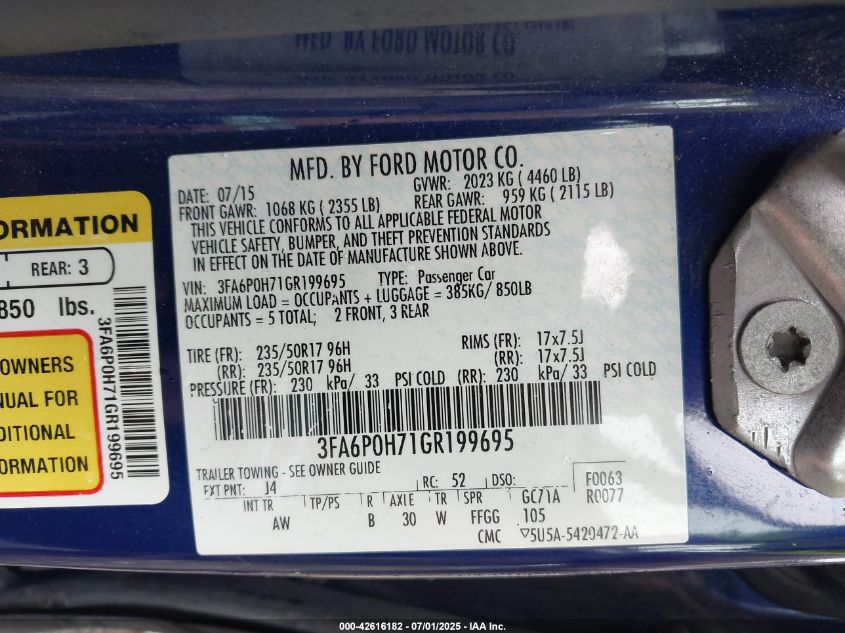 MFD. BY FORD MOTOR CO.
MFD. BY FORD MOTOR CO.
DATE: 07/15 GVWR: 2023 KG ( 4460 LB)
FRONT GAWR: 1068 KG ( 2355 LB) REAR GAWR: 959 KG ( 2115 LB)
THIS VEHICLE CONFORMS TO ALL APPLICABLE FEDERAL MOTOR
VEHICLE SAFETY, BUMPER, AND THEFT PREVENTION STANDARDS
IN EFFECT ON THE DATE OF MANUFACTURE SHOWN ABOVE.
VIN: 3FA6P0H71GR199695 TYPE: Passenger Car
MAXIMUM LOAD = OCCUPANTS + LUGGAGE = 385KG/ 850LB
OCCUPANTS = 5 TOTAL; 2 FRONT, 3 REAR
TIRE (FR): 235/50R17 96H RIMS (FR): 17x7.5J
(RR): 235/50R17 96H (RR): 17x7.5J
PRESSURE (FR): 230 kPa/ 33 PSI COLD (RR): 230 kPa/ 33 PSI COLD
3FA6P0H71GR199695
TRAILER TOWING - SEE OWNER GUIDE
EXT PNT: J4 RC: 52 DSO: F0063
R0077
INT TR TP/PS R AXLE TR SPR GC71A
AW B 30 W FFGG 105
CMC ▽5U5A-5420472-AA
ORMATION
REAR: 3
850 lbs.
OWNERS
NUAL FOR
DITIONAL
ORMATION
3FA6P0H71GR199695
000-42616182 - 07/01/2025 - IAA Inc.